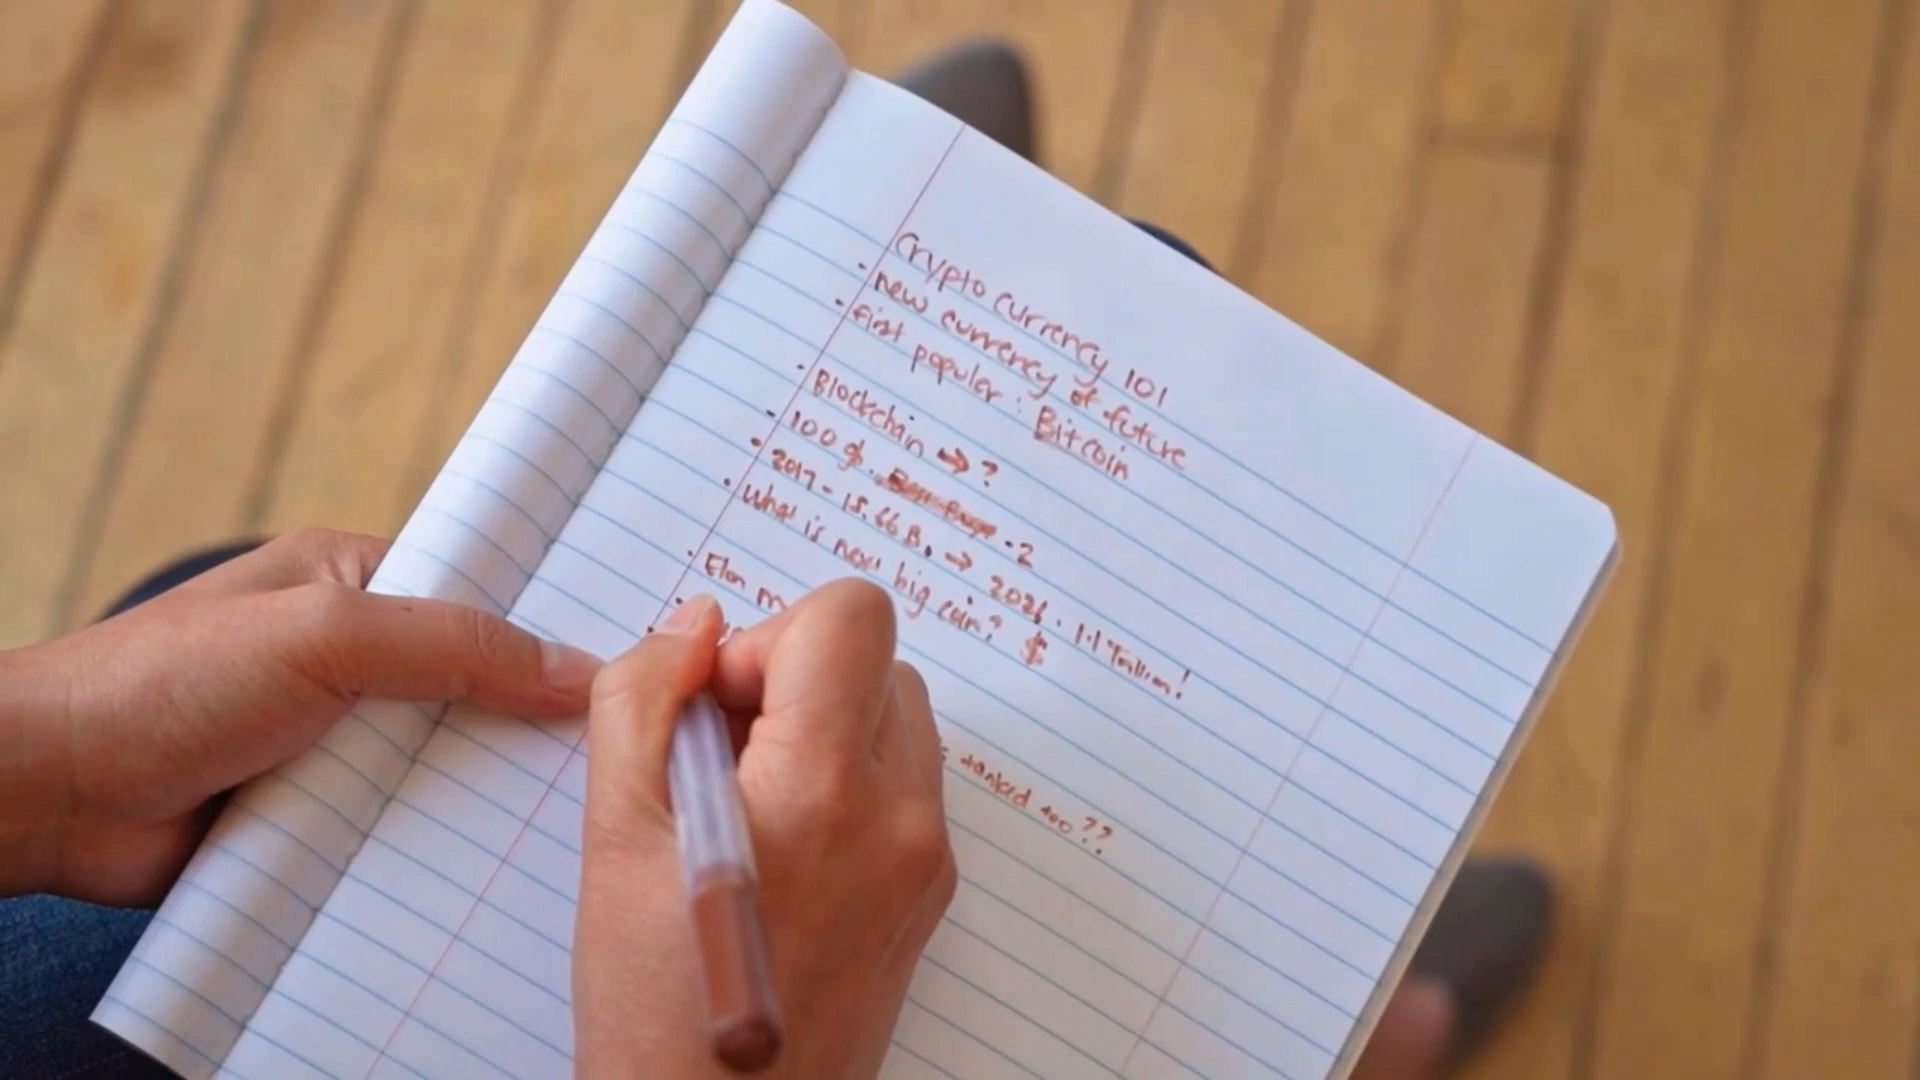 Crypto currency 101
- new currency of future
- first popular : Bitcoin
- Blockchain → ?
- 100 $. -2
- 2017 - 15.66 B. → 2021. 1.1 Trillion!
- What is next big coin? $
- Elon m
tanked too ??